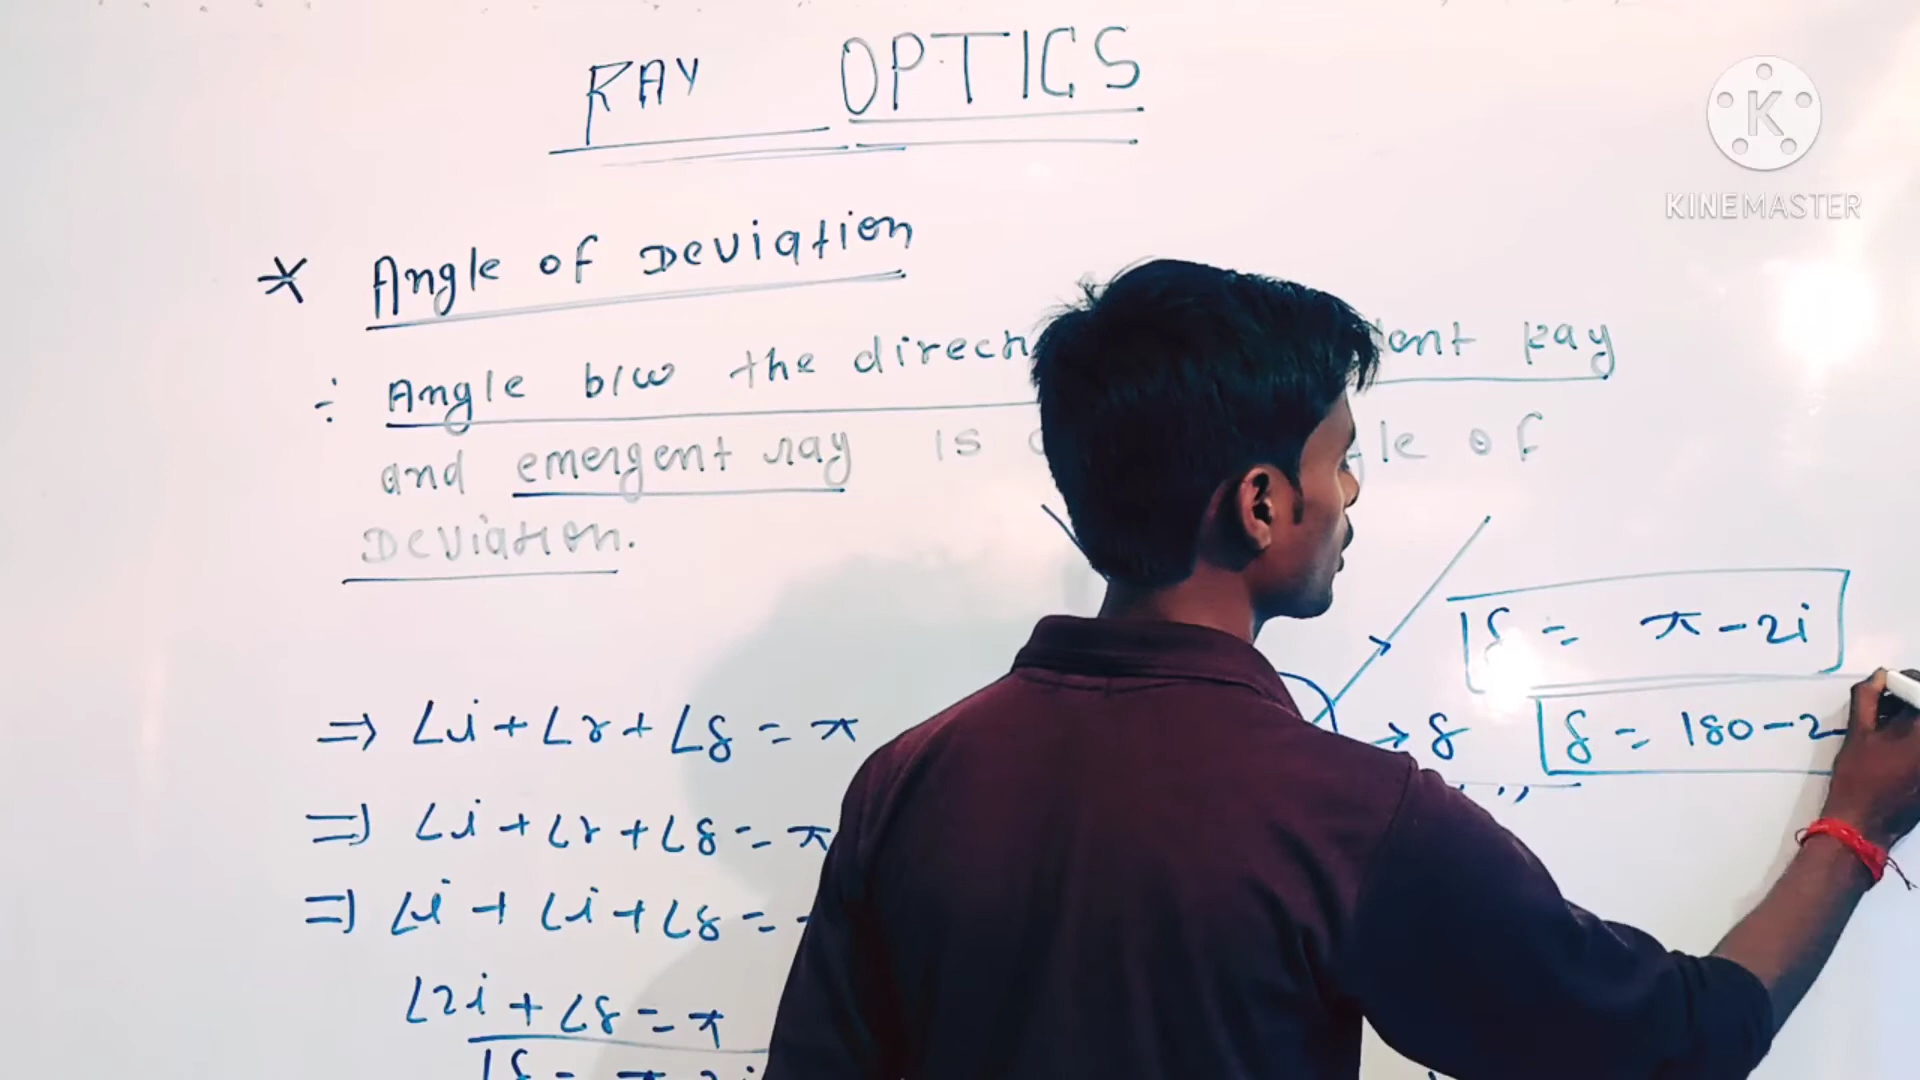 RAY OPTICS
K
KINEMASTER
* Angle of Deviation
÷ Angle b/w the direction ent Ray
and emergent ray is le of
Deviation.
δ = π - 2i
⇒ ∠i + ∠r + ∠δ = π
→ δ
δ = 180 - 2
⇒ ∠i + ∠r + ∠δ = π
⇒ ∠i + ∠i + ∠δ =
∠2i + ∠δ = π